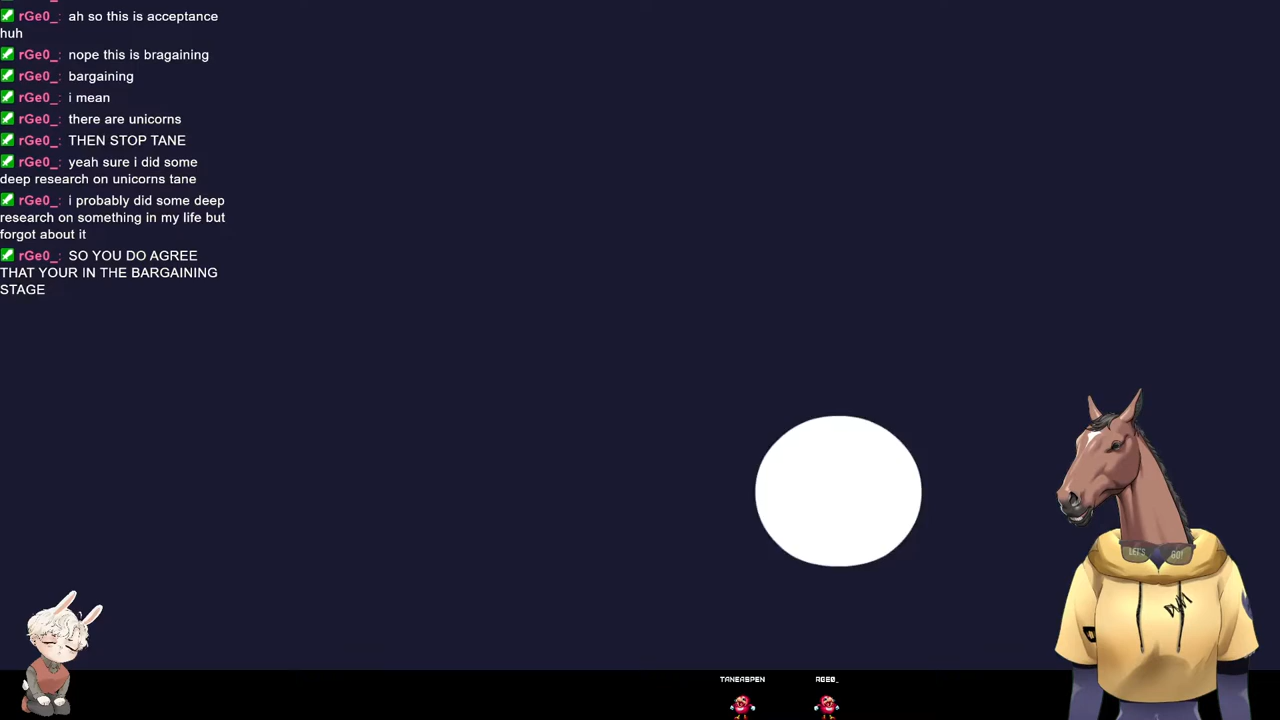 rGe0_: ah so this is acceptance
huh
rGe0_: nope this is bragaining
rGe0_: bargaining
rGe0_: i mean
rGe0_: there are unicorns
rGe0_: THEN STOP TANE
rGe0_: yeah sure i did some
deep research on unicorns tane
rGe0_: i probably did some deep
research on something in my life but
forgot about it
rGe0_: SO YOU DO AGREE
THAT YOUR IN THE BARGAINING
STAGE
LET'S GO!
TANEASPEN RGE0_